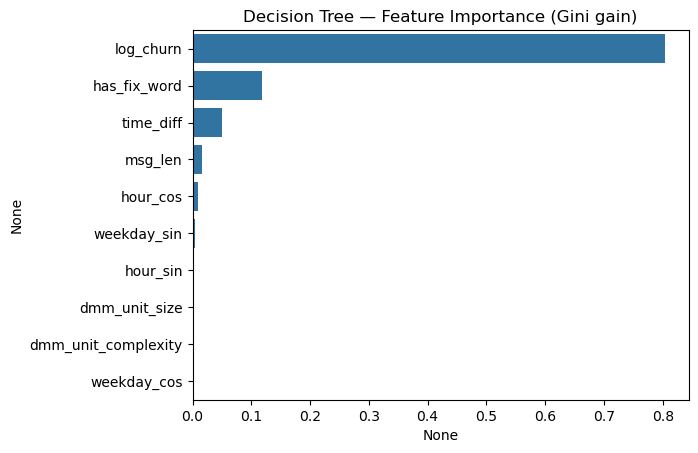 Decision Tree — Feature Importance (Gini gain)
log_churn
has_fix_word
time_diff
msg_len
hour_cos
weekday_sin
hour_sin
dmm_unit_size
dmm_unit_complexity
weekday_cos
None
0.0 0.1 0.2 0.3 0.4 0.5 0.6 0.7 0.8
None